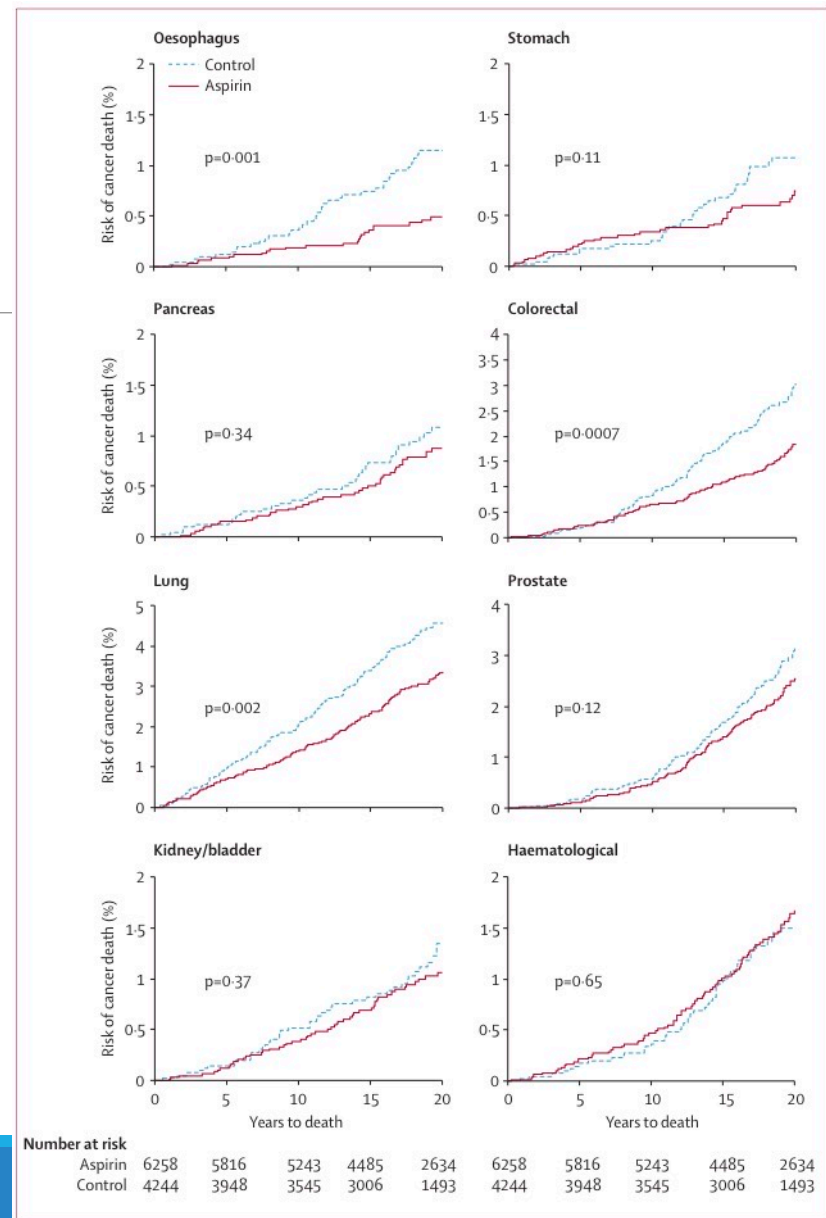 Oesophagus
Control
Aspirin
2
1·5
1
0·5
0
Risk of cancer death (%)
p=0·001
Stomach
2
1·5
1
0·5
0
p=0·11
Pancreas
2
1·5
1
0·5
0
Risk of cancer death (%)
p=0·34
Colorectal
4
3·5
3
2·5
2
1·5
1
0·5
0
p=0·0007
Lung
5
4
3
2
1
0
Risk of cancer death (%)
p=0·002
Prostate
4
3
2
1
0
p=0·12
Kidney/bladder
2
1·5
1
0·5
0
Risk of cancer death (%)
p=0·37
0 5 10 15 20
Years to death
Haematological
2
1·5
1
0·5
0
p=0·65
0 5 10 15 20
Years to death
Number at risk
Aspirin 6258 5816 5243 4485 2634 6258 5816 5243 4485 2634
Control 4244 3948 3545 3006 1493 4244 3948 3545 3006 1493